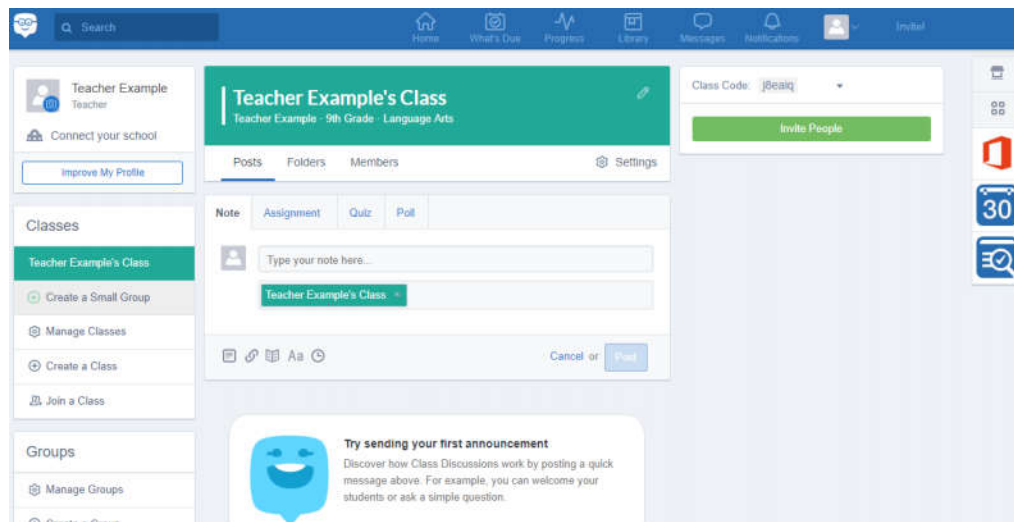 Search
Home
What's Due
Progress
Library
Messages
Notifications
Invite!
Teacher Example
Teacher
Connect your school
Improve My Profile
Classes
Teacher Example's Class
Create a Small Group
Manage Classes
Create a Class
Join a Class
Groups
Manage Groups
Create a Group
Teacher Example's Class
Teacher Example · 9th Grade · Language Arts
Posts Folders Members Settings
Note Assignment Quiz Poll
Type your note here...
Teacher Example's Class ×
Aa
Cancel or Post
Try sending your first announcement
Discover how Class Discussions work by posting a quick
message above. For example, you can welcome your
students or ask a simple question.
Class Code: j8eaiq
Invite People
30